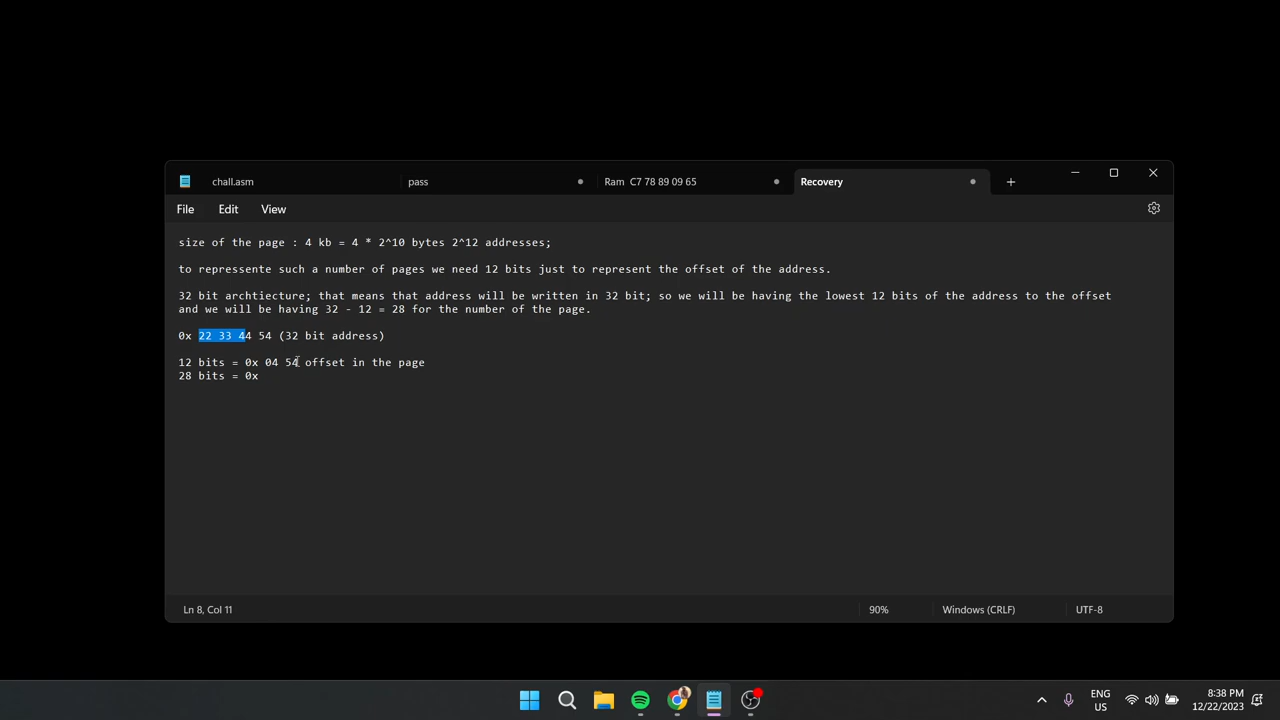 chall.asm
pass
Ram C7 78 89 09 65
Recovery
File
Edit
View
size of the page : 4 kb = 4 * 2^10 bytes 2^12 addresses;
to repressente such a number of pages we need 12 bits just to represent the offset of the address.
32 bit archtiecture; that means that address will be written in 32 bit; so we will be having the lowest 12 bits of the address to the offset
and we will be having 32 - 12 = 28 for the number of the page.
0x 22 33 44 54 (32 bit address)
12 bits = 0x 04 54 offset in the page
28 bits = 0x
Ln 8, Col 11
90%
Windows (CRLF)
UTF-8
ENG
US
8:38 PM
12/22/2023